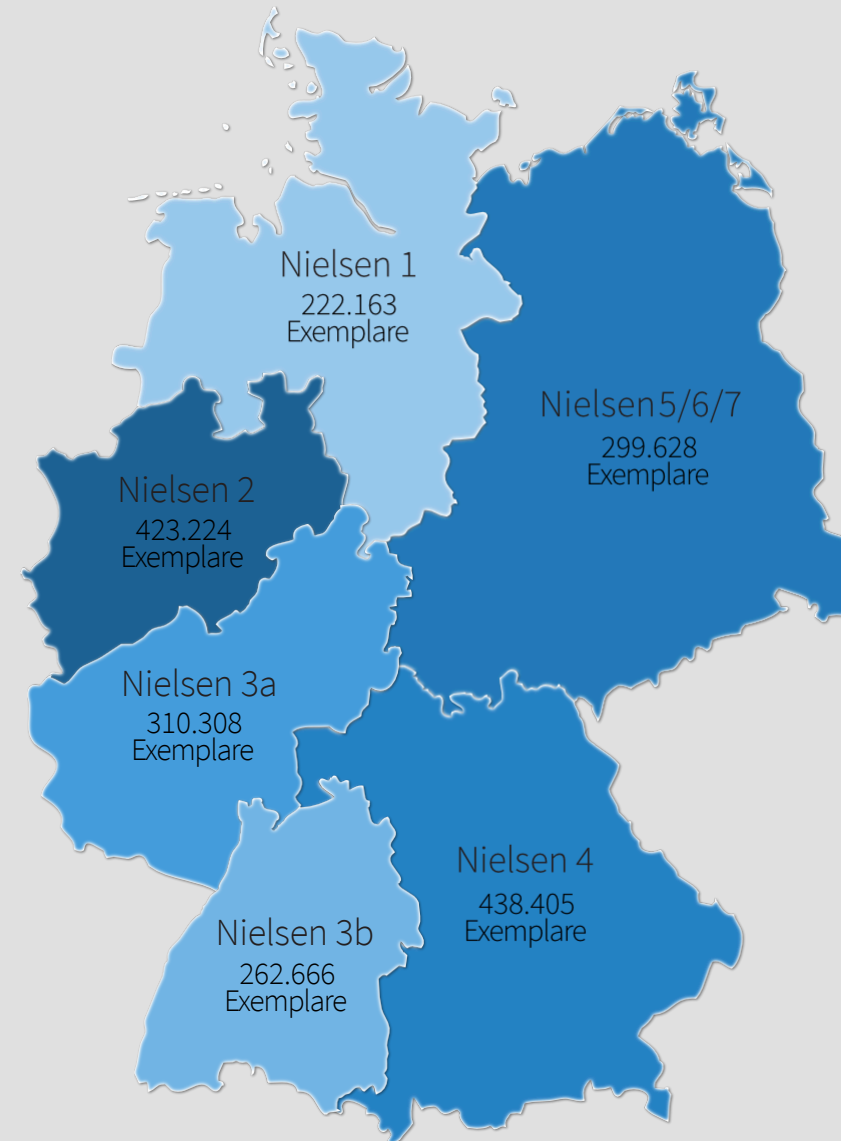 Nielsen 1
222.163
Exemplare
Nielsen 5/6/7
299.628
Exemplare
Nielsen 2
423.224
Exemplare
Nielsen 3a
310.308
Exemplare
Nielsen 4
438.405
Exemplare
Nielsen 3b
262.666
Exemplare